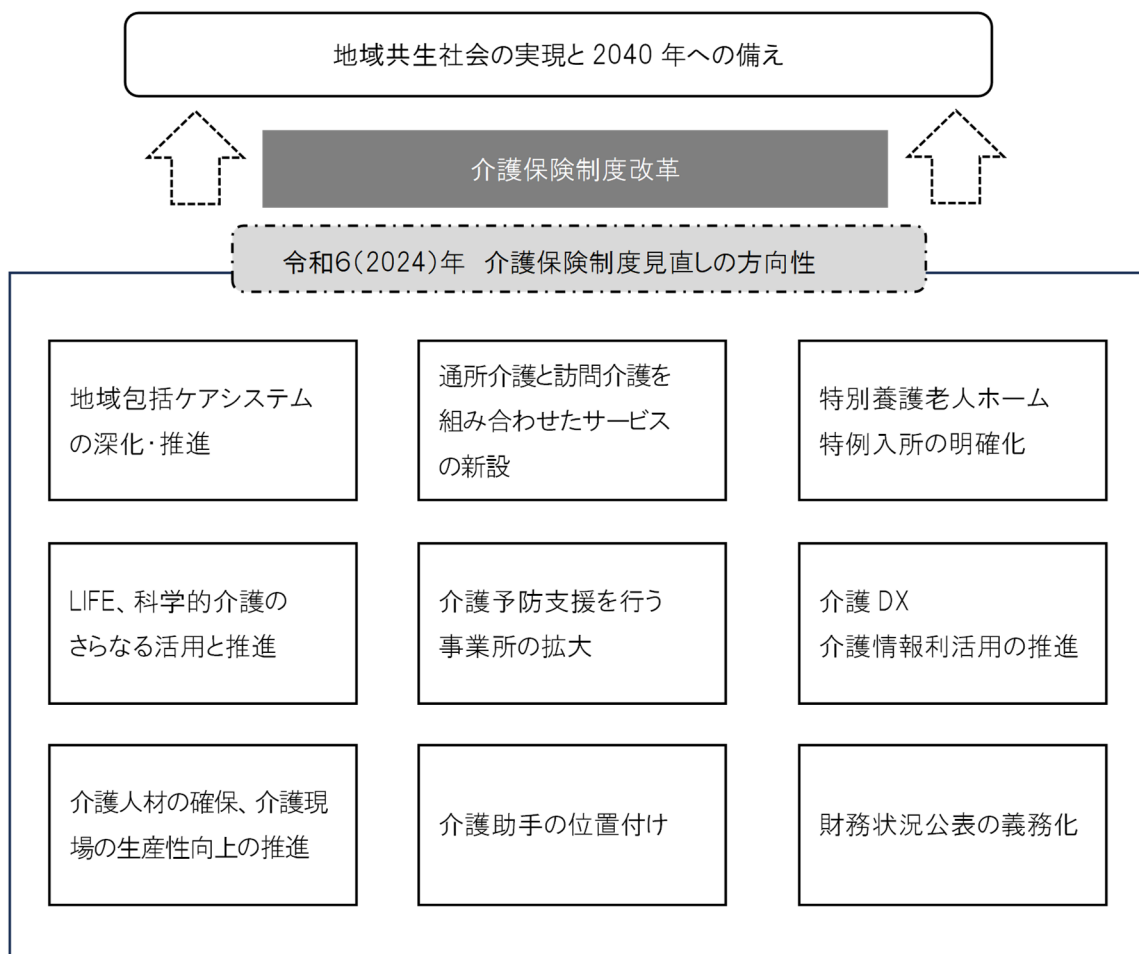 地域共生社会の実現と 2040 年への備え
介護保険制度改革
令和6(2024)年 介護保険制度見直しの方向性
地域包括ケアシステム
の深化・推進
通所介護と訪問介護を
組み合わせたサービス
の新設
特別養護老人ホーム
特例入所の明確化
LIFE、科学的介護の
さらなる活用と推進
介護予防支援を行う
事業所の拡大
介護 DX
介護情報利活用の推進
介護人材の確保、介護現
場の生産性向上の推進
介護助手の位置付け
財務状況公表の義務化